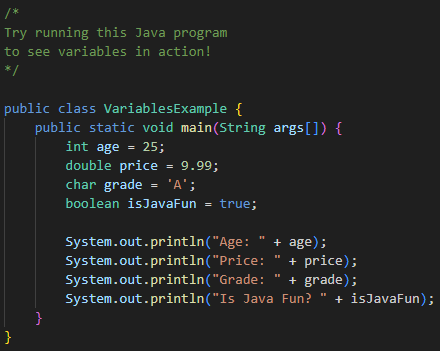 /*
Try running this Java program
to see variables in action!
*/
public class VariablesExample {
    public static void main(String args[]) {
        int age = 25;
        double price = 9.99;
        char grade = 'A';
        boolean isJavaFun = true;

        System.out.println("Age: " + age);
        System.out.println("Price: " + price);
        System.out.println("Grade: " + grade);
        System.out.println("Is Java Fun? " + isJavaFun);
    }
}